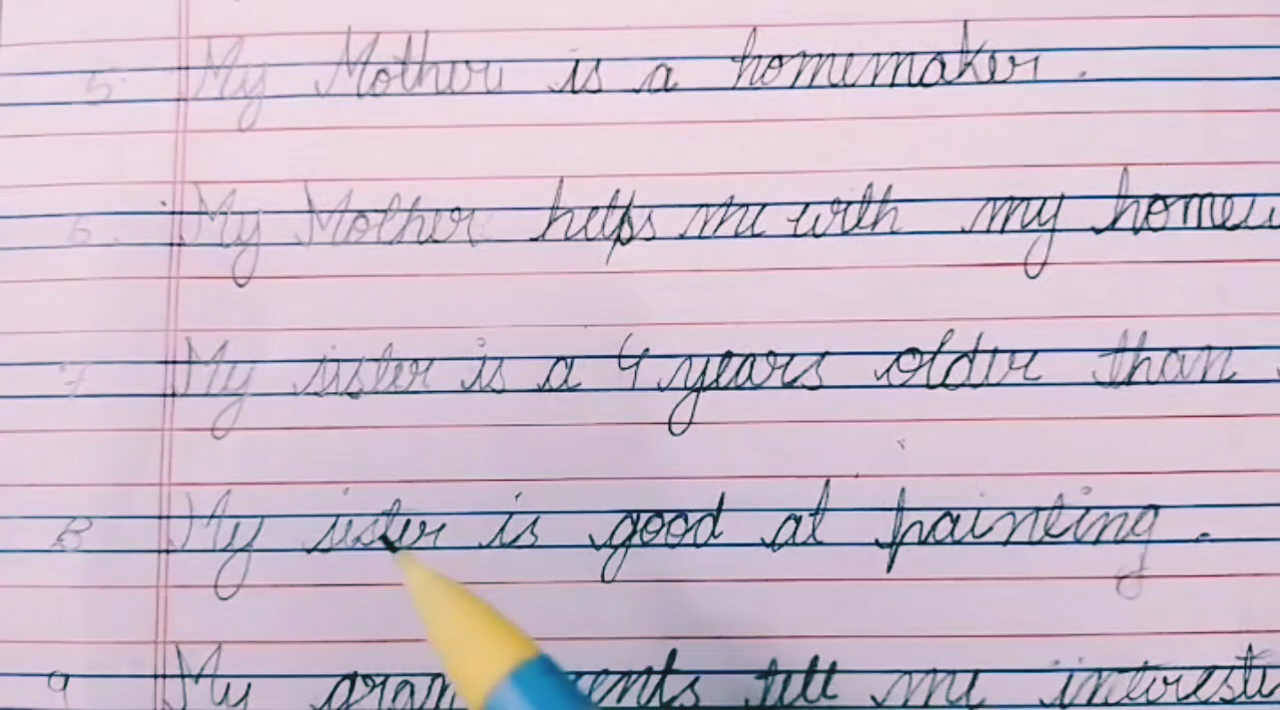 5. My Mother is a homemaker.
6. My Mother helps me with my home
7 My sister is a 4 years older than
8 My sister is good at painting.
9 My tell me